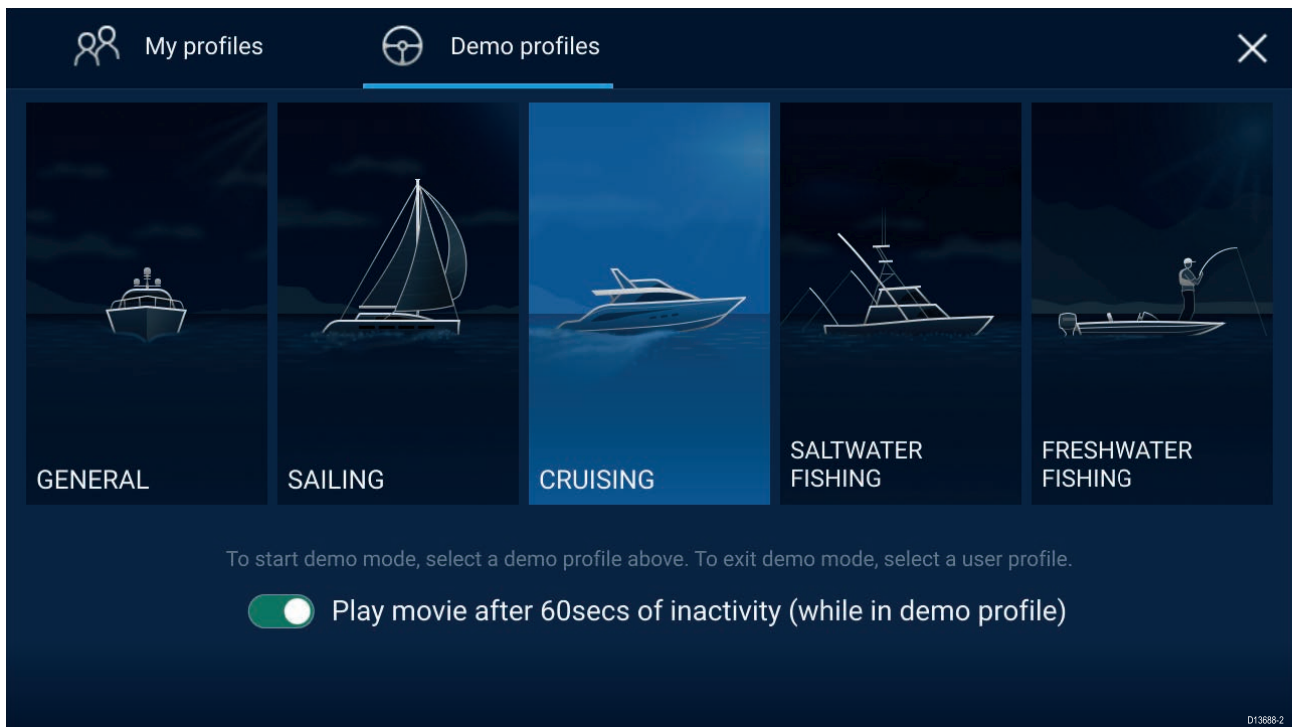 My profiles
Demo profiles
GENERAL
SAILING
CRUISING
SALTWATER
FISHING
FRESHWATER
FISHING
To start demo mode, select a demo profile above. To exit demo mode, select a user profile.
Play movie after 60secs of inactivity (while in demo profile)
D13688-2